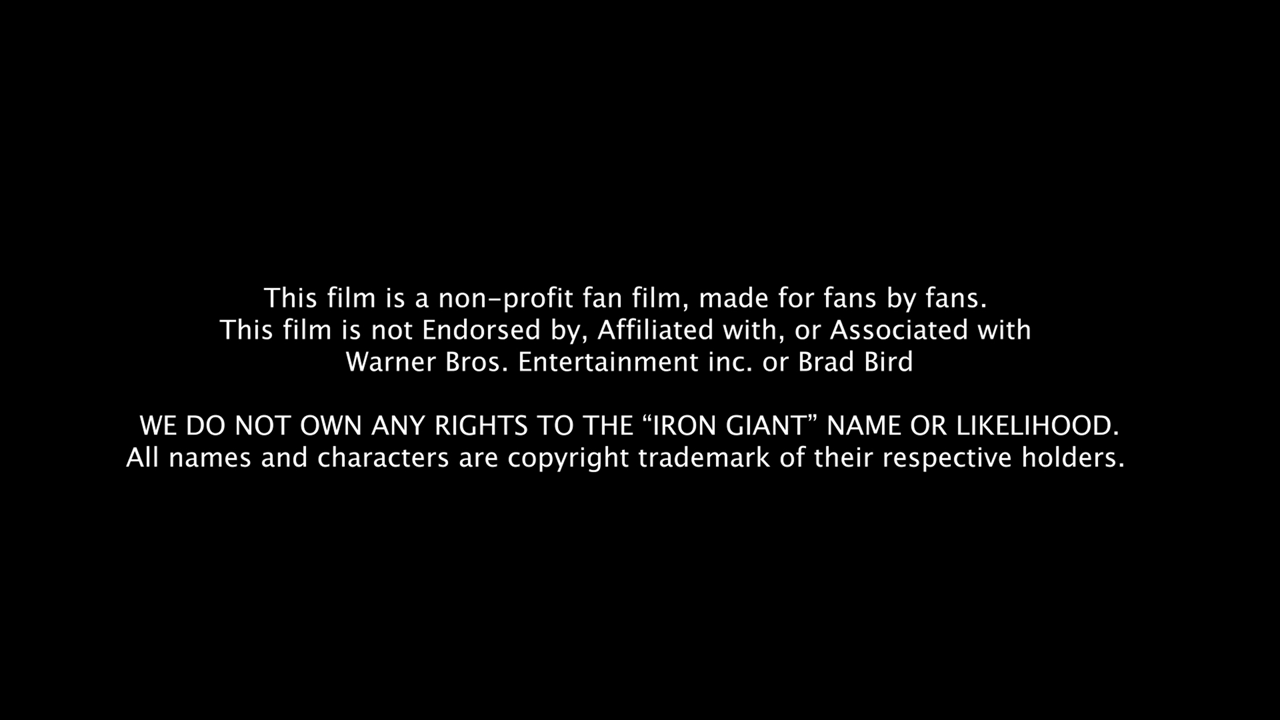 This film is a non-profit fan film, made for fans by fans.
This film is not Endorsed by, Affiliated with, or Associated with
Warner Bros. Entertainment inc. or Brad Bird
WE DO NOT OWN ANY RIGHTS TO THE “IRON GIANT” NAME OR LIKELIHOOD.
All names and characters are copyright trademark of their respective holders.